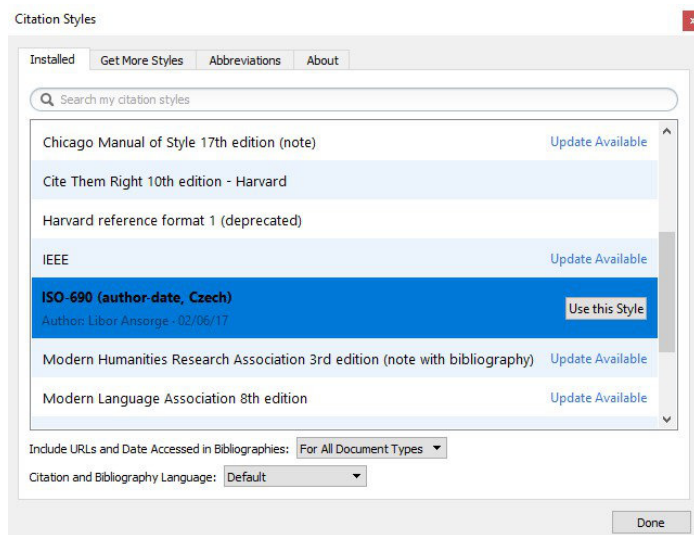 Citation Styles
Installed
Get More Styles
Abbreviations
About
Search my citation styles
Chicago Manual of Style 17th edition (note) Update Available
Cite Them Right 10th edition - Harvard
Harvard reference format 1 (deprecated)
IEEE Update Available
ISO-690 (author-date, Czech)
Author: Libor Ansorge - 02/06/17
Use this Style
Modern Humanities Research Association 3rd edition (note with bibliography) Update Available
Modern Language Association 8th edition Update Available
Include URLs and Date Accessed in Bibliographies: For All Document Types
Citation and Bibliography Language: Default
Done